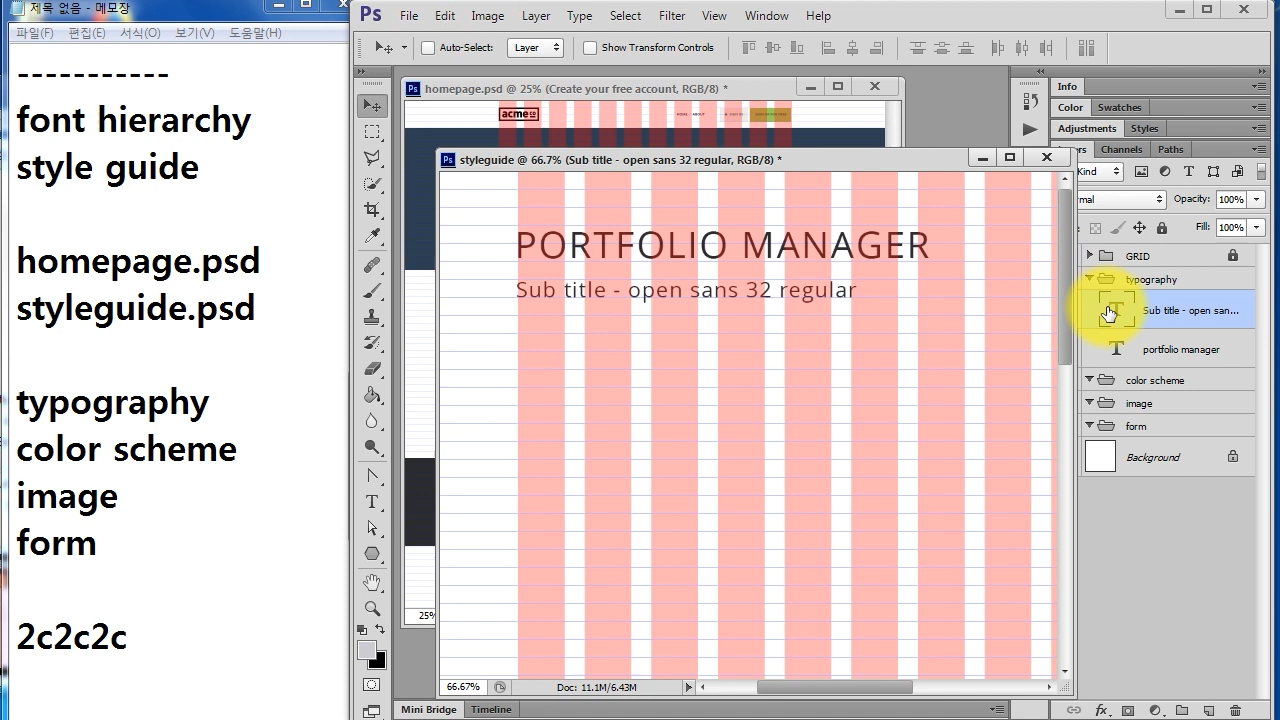 제목 없음 - 메모장
파일(F) 편집(E) 서식(O) 보기(V) 도움말(H)
-----------
font hierarchy
style guide
homepage.psd
styleguide.psd
typography
color scheme
image
form
2c2c2c
Ps File Edit Image Layer Type Select Filter View Window Help
Auto-Select: Layer Show Transform Controls
Ps homepage.psd @ 25% (Create your free account, RGB/8) *
acme
HOME ABOUT
25%
Ps styleguide @ 66.7% (Sub title - open sans 32 regular, RGB/8) *
PORTFOLIO MANAGER
Sub title - open sans 32 regular
66.67% Doc: 11.1M/6.43M
Mini Bridge Timeline
Info
Color Swatches
Adjustments Styles
Channels Paths
Kind
Opacity: 100%
Fill: 100%
GRID
typography
T Sub title - open san...
T portfolio manager
color scheme
image
form
Background